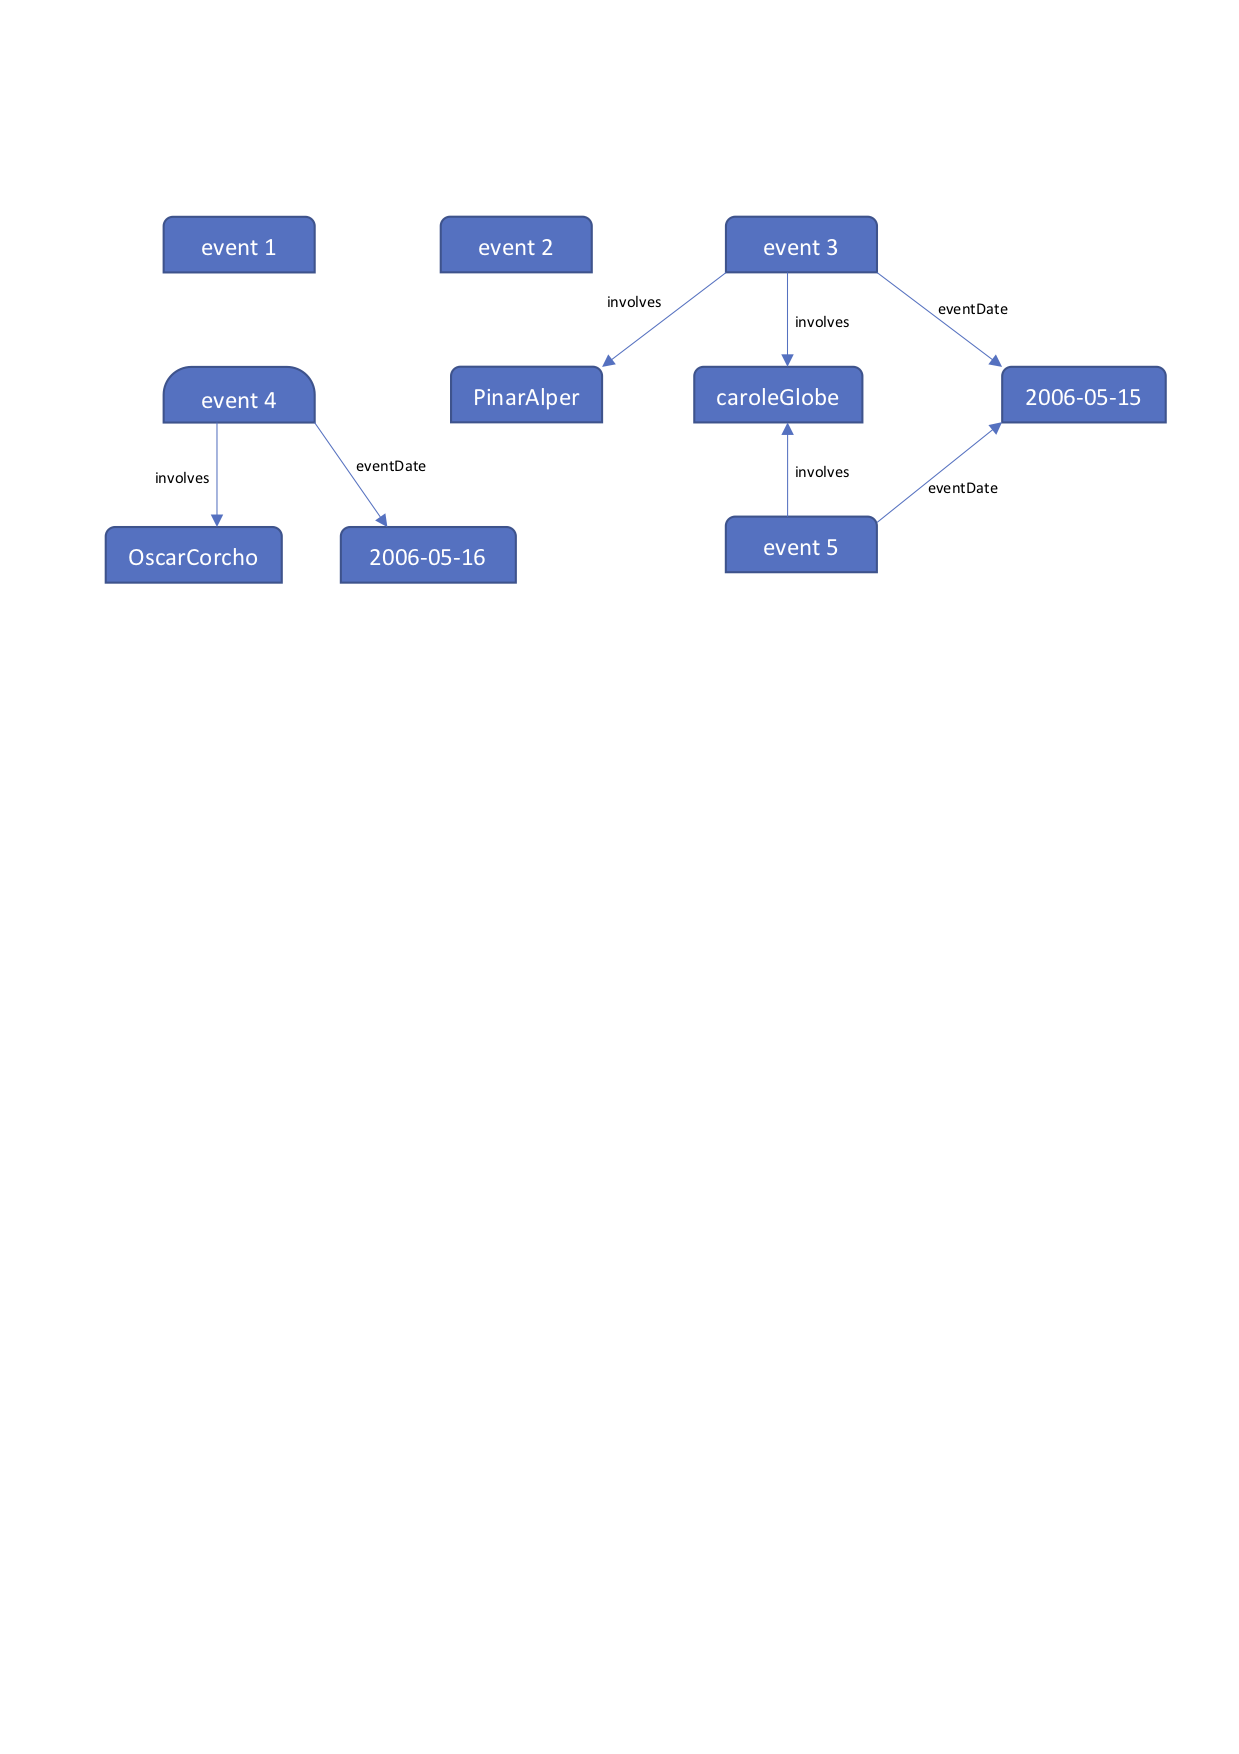 event 1
event 2
event 3
involves
eventDate
involves
event 4
PinarAlper
caroleGlobe
2006-05-15
eventDate
involves
involves
eventDate
event 5
OscarCorcho
2006-05-16